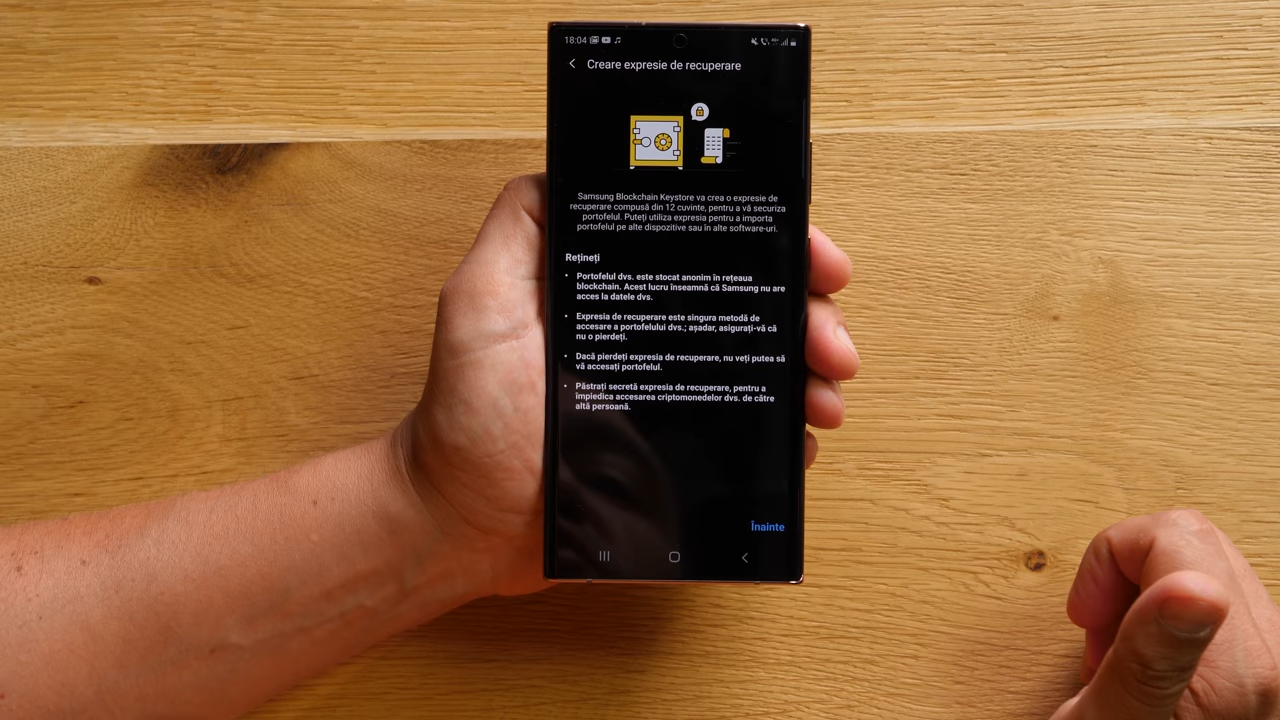 18:04
Creare expresie de recuperare
Samsung Blockchain Keystore va crea o expresie de
recuperare compusă din 12 cuvinte, pentru a vă securiza
portofelul. Puteți utiliza expresia pentru a importa
portofelul pe alte dispozitive sau în alte software-uri.
Rețineți
• Portofelul dvs. este stocat anonim în rețeaua
blockchain. Acest lucru înseamnă că Samsung nu are
acces la datele dvs.
• Expresia de recuperare este singura metodă de
accesare a portofelului dvs.; așadar, asigurați-vă că
nu o pierdeți.
• Dacă pierdeți expresia de recuperare, nu veți putea să
vă accesați portofelul.
• Păstrați secretă expresia de recuperare, pentru a
împiedica accesarea criptomonedelor dvs. de către
altă persoană.
Înainte